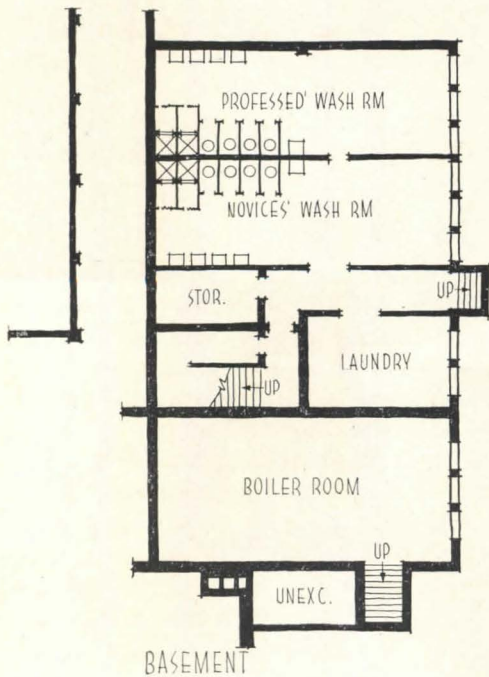 PROFESSED' WASH RM
NOVICES' WASH RM
STOR.
UP
LAUNDRY
UP
BOILER ROOM
UP
UNEXC.
BASEMENT